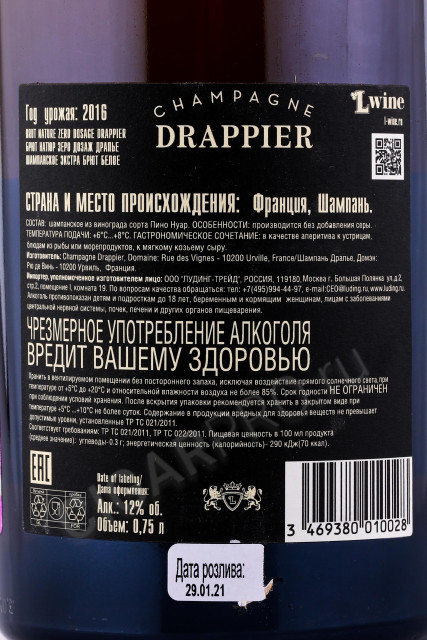 Год урожая: 2016
BRUT NATURE ZERO DOSAGE DRAPPIER
БРЮТ НАТЮР ЗЕРО ДОЗАЖ ДРАПЬЕ
ШАМПАНСКОЕ ЭКСТРА БРЮТ БЕЛОЕ
CHAMPAGNE
DRAPPIER
Lwine
l-wine.ru
СТРАНА И МЕСТО ПРОИСХОЖДЕНИЯ: Франция, Шампань.
СОСТАВ: шампанское из винограда сорта Пино Нуар. ОСОБЕННОСТИ: производится без добавления серы.
ТЕМПЕРАТУРА ПОДАЧИ: +6°С...+8°С. ГАСТРОНОМИЧЕСКОЕ СОЧЕТАНИЕ: в качестве аперитива к устрицам,
блюдам из рыбы или морепродуктов, к мягкому козьему сыру.
Изготовитель: Champagne Drappier, Domaine: Rue des Vignes - 10200 Urville, France/Шампань Драпье, Домэн:
Рю де Винь - 10200 Урвиль, Франция.
Импортер, уполномоченное изготовителем лицо: ООО "ЛУДИНГ-ТРЕЙД", РОССИЯ, 119180, Москва г, Большая Полянка ул, д.2,
стр.2, помещение I, комната 19. По вопросам качества обращаться: тел: +7(495)994-44-97, e-mail:CEO@luding.ru, www.luding.ru.
Алкоголь противопоказан детям и подросткам до 18 лет, беременным и кормящим женщинам, лицам с заболеваниями
центральной нервной системы, почек, печени и других органов пищеварения.
ЧРЕЗМЕРНОЕ УПОТРЕБЛЕНИЕ АЛКОГОЛЯ
ВРЕДИТ ВАШЕМУ ЗДОРОВЬЮ
Хранить в вентилируемом помещении без постороннего запаха, исключая воздействие прямого солнечного света, при
температуре от +5°С до +20°С и относительной влажности воздуха не более 85%. Срок годности НЕ ОГРАНИЧЕН
при соблюдении условий хранения. После вскрытия упаковки рекомендуется хранить в закрытом виде при
температуре +5°С ..+10°С не более суток. Содержание в продукции вредных для здоровья веществ не превышает
допустимые уровни, установленные ТР ТС 021/2011.
Соответствует требованиям: ТР ТС 021/2011, ТР ТС 022/2011. Пищевая ценность в 100 мл продукта
(среднее значение): углеводы-0.3 г; энергетическая ценность (калорийность)- 290 кДж(70 ккал).
EAC
Date of labeling/
Дата оформления:
Алк.: 12% об.
Объем: 0,75 л
3 469380 010028
Дата розлива:
29.01.21